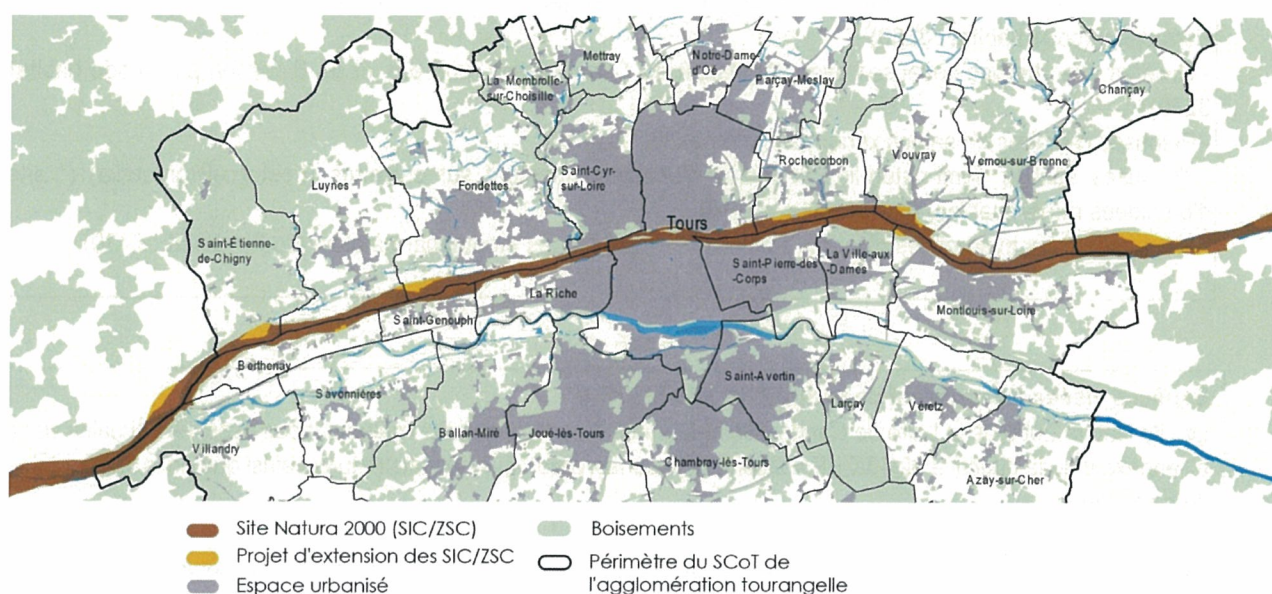 Mettray
Notre-Dame-
d'Oé
La Membrolle-
sur-Choisille
Parçay-Meslay
Chançay
Luynes
Fondettes
Saint-Cyr-
sur-Loire
Rochecorbon
Vouvray
Vernou-sur-Brenne
Tours
Saint-Étienne-
de-Chigny
Saint-Pierre-des-
-Corps
La Ville-aux-
-Dames
La Riche
Saint-Genouph
Montlouis-sur-Loire
Berthenay
Savonnières
Saint-Avertin
Larçay
Véretz
Villandry
Ballan-Miré
Joué-lès-Tours
Chambray-lès-Tours
Azay-sur-Cher
Site Natura 2000 (SIC/ZSC)
Projet d'extension des SIC/ZSC
Espace urbanisé
Boisements
Périmètre du SCoT de
l'agglomération tourangelle